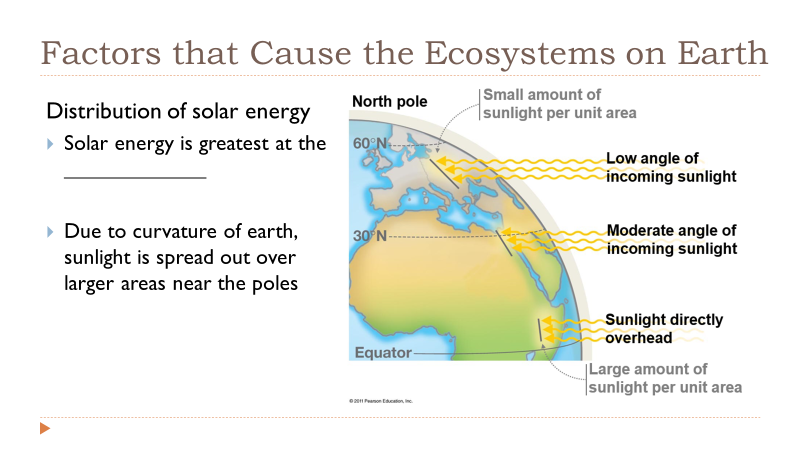 Factors that Cause the Ecosystems on Earth
Distribution of solar energy
Solar energy is greatest at the
_______________
Due to curvature of earth,
sunlight is spread out over
larger areas near the poles
North pole
Small amount of
sunlight per unit area
60°N
Low angle of
incoming sunlight
30°N
Moderate angle of
incoming sunlight
Sunlight directly
overhead
Equator
Large amount of
sunlight per unit area
© 2011 Pearson Education, Inc.